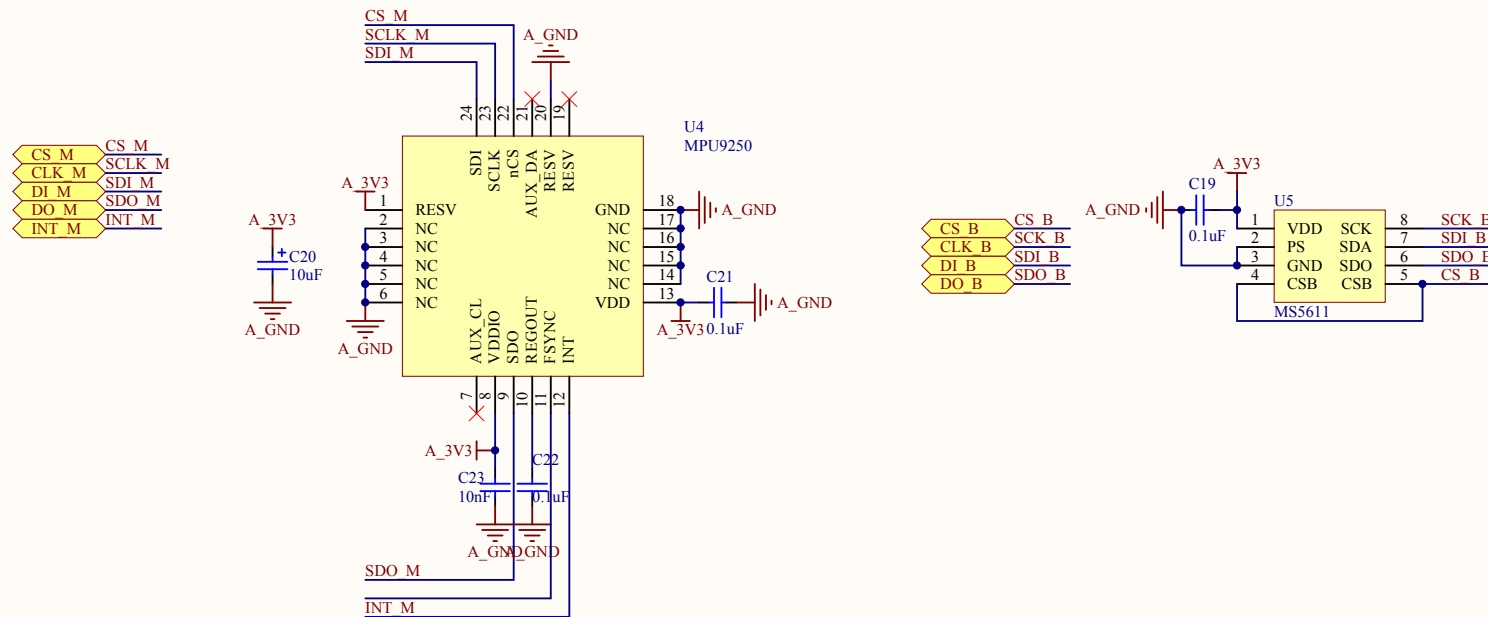 CS_M
SCLK_M
SDI_M
A_GND
24
23
22
21
20
19
U4
MPU9250
SDI
SCLK
nCS
AUX_DA
RESV
RESV
CS_M CS_M
CLK_M SCLK_M
DI_M SDI_M
DO_M SDO_M
INT_M INT_M
A_3V3
C20
10uF
A_GND
A_3V3
1 RESV
2 NC
3 NC
4 NC
5 NC
6 NC
A_GND
GND 18
NC 17
NC 16
NC 15
NC 14
VDD 13
A_GND
C21
0.1uF
A_GND
A_3V3
AUX_CL
VDDIO
SDO
REGOUT
FSYNC
INT
7
8
9
10
11
12
A_3V3
C23
10nF
C22
0.1uF
A_GND
A_GND
SDO_M
INT_M
CS_B CS_B
CLK_B SCK_B
DI_B SDI_B
DO_B SDO_B
A_3V3
C19
0.1uF
A_GND
U5
1 VDD SCK 8 SCK_B
2 PS SDA 7 SDI_B
3 GND SDO 6 SDO_B
4 CSB CSB 5 CS_B
MS5611